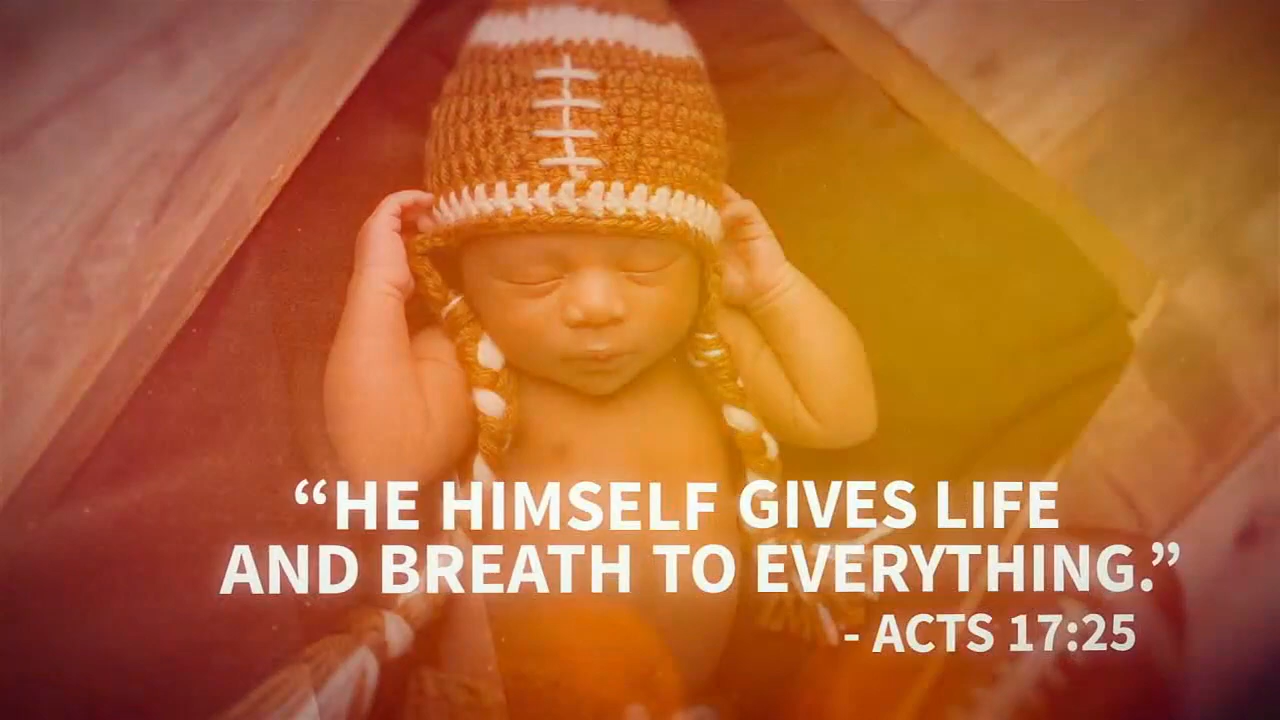 “HE HIMSELF GIVES LIFE
AND BREATH TO EVERYTHING.”
- ACTS 17:25